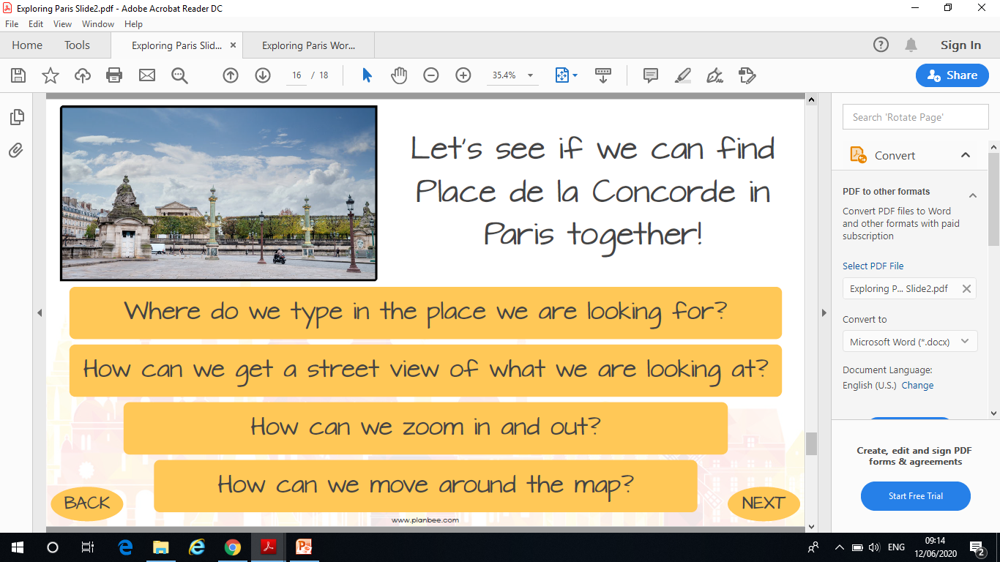 Exploring Paris Slide2.pdf - Adobe Acrobat Reader DC
File Edit View Window Help
Home Tools Exploring Paris Slid... × Exploring Paris Wor... Sign In
16 / 18 35.4% Share
Let's see if we can find
Place de la Concorde in
Paris together!
Where do we type in the place we are looking for?
How can we get a street view of what we are looking at?
How can we zoom in and out?
How can we move around the map?
BACK
NEXT
www.planbee.com
Search 'Rotate Page'
Convert
PDF to other formats
Convert PDF files to Word
and other formats with paid
subscription
Select PDF File
Exploring P... Slide2.pdf
Convert to
Microsoft Word (*.docx)
Document Language:
English (U.S.) Change
Create, edit and sign PDF
forms & agreements
Start Free Trial
ENG
09:14
12/06/2020
2